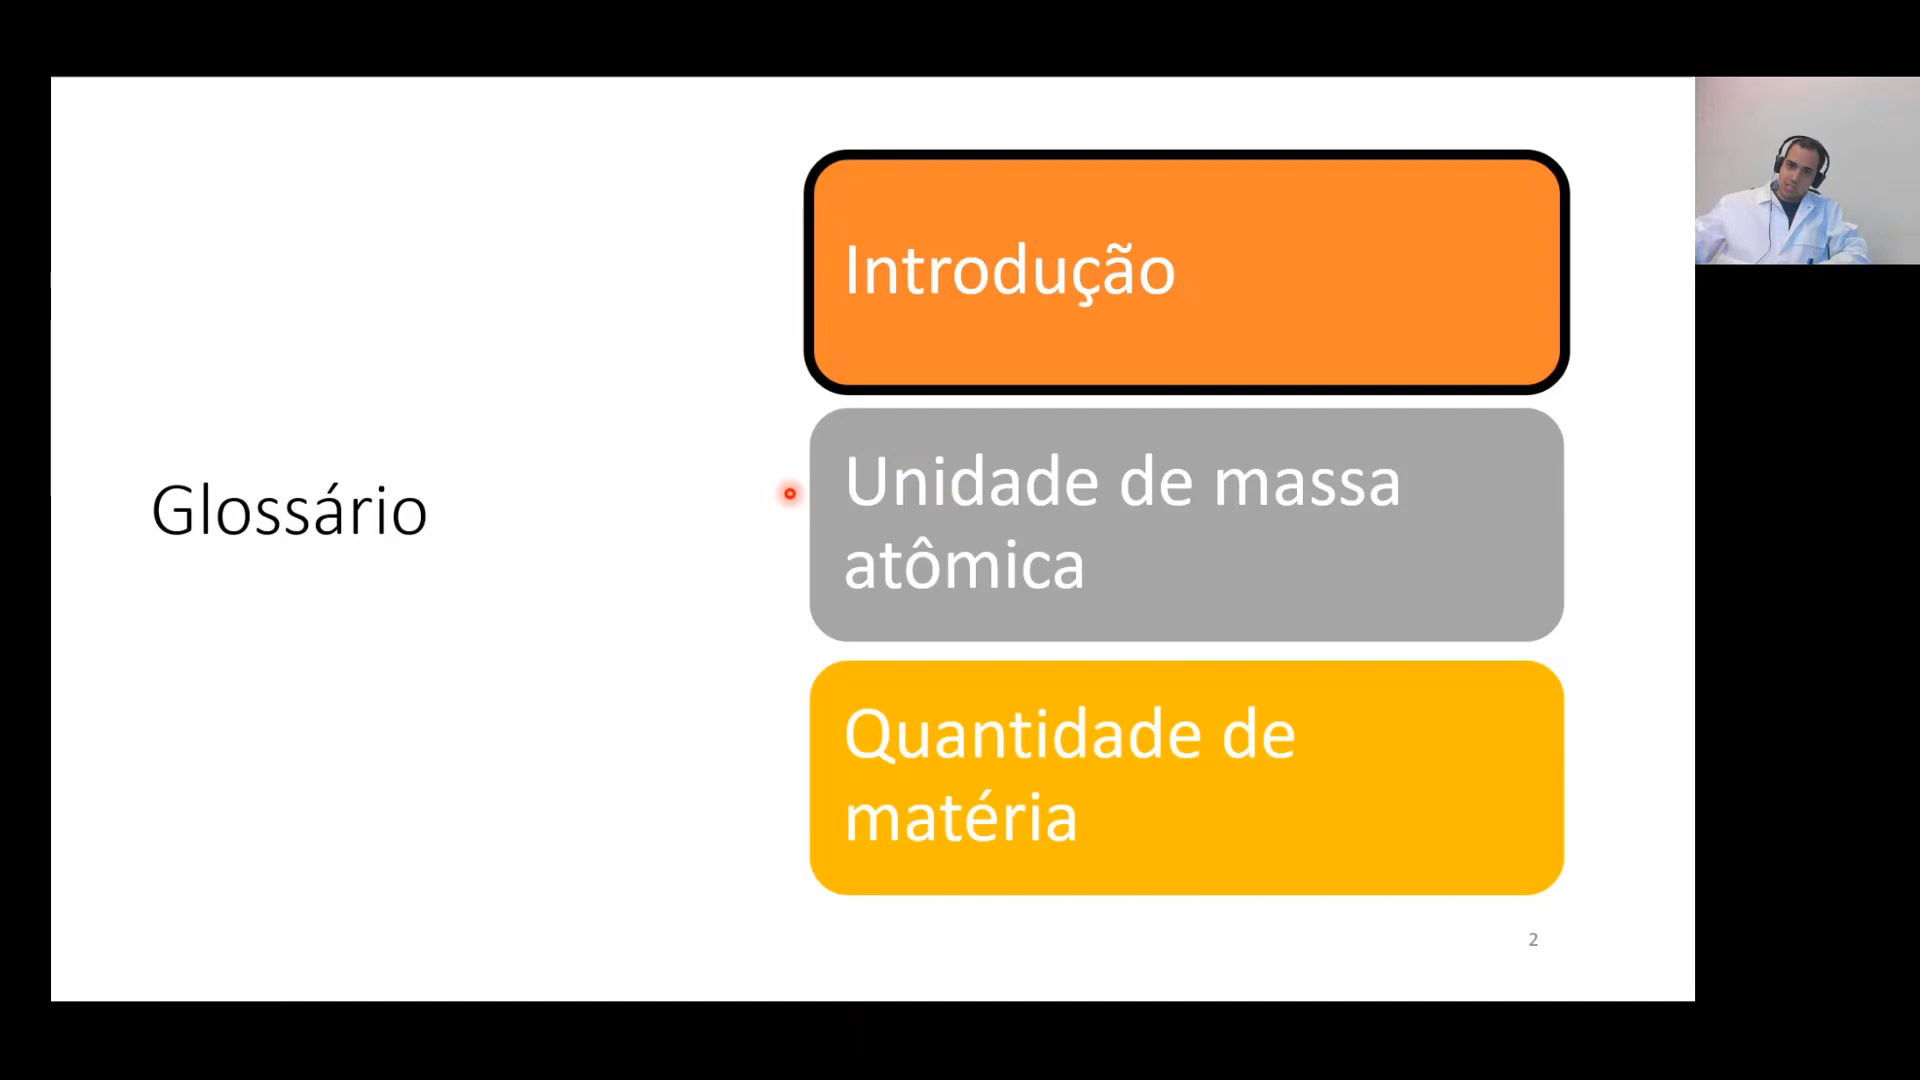 Glossário
Introdução
Unidade de massa
atômica
Quantidade de
matéria
2